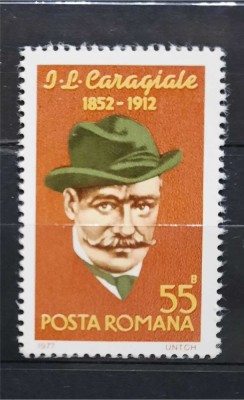 I-L-Caragiale
1852-1912
55 B
POSTA ROMANA
1977 UNTCH